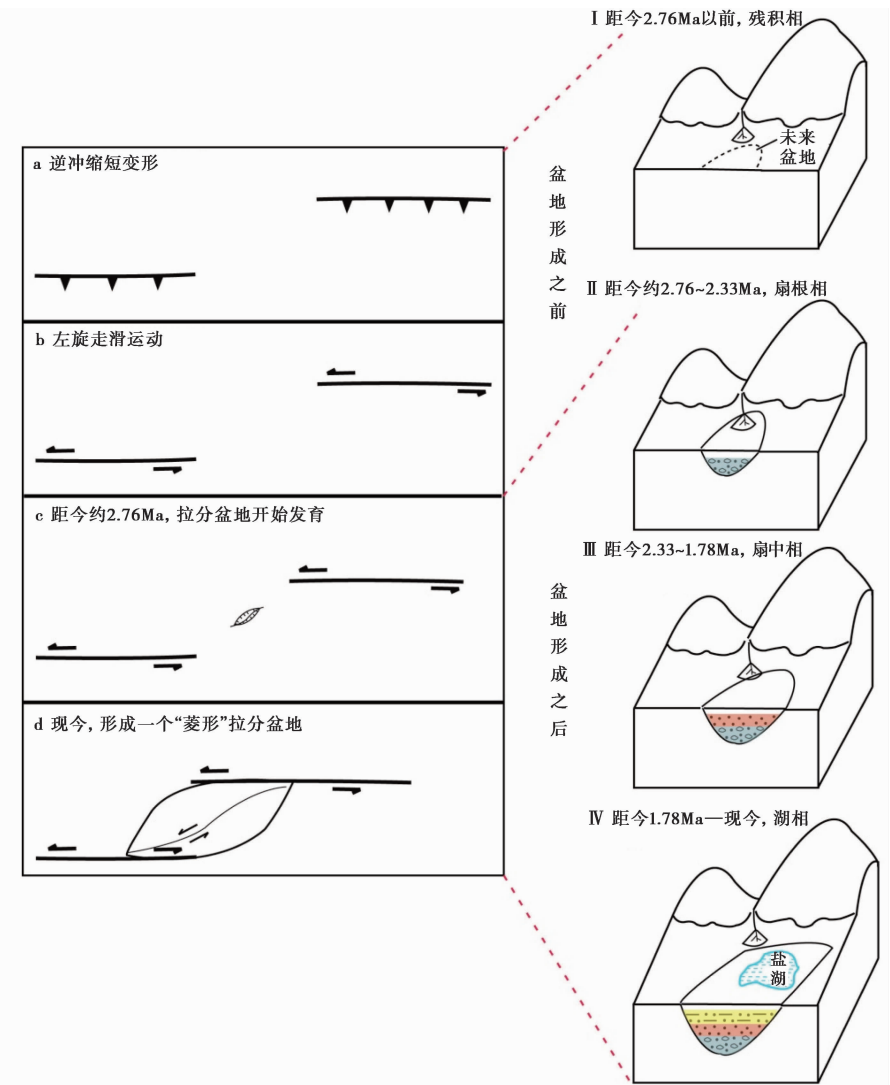 a 逆冲缩短变形
b 左旋走滑运动
c 距今约2.76Ma, 拉分盆地开始发育
d 现今, 形成一个“菱形”拉分盆地
盆地形成之前
盆地形成之后
Ⅰ 距今2.76Ma以前, 残积相
未来
盆地
Ⅱ 距今约2.76~2.33Ma, 扇根相
Ⅲ 距今2.33~1.78Ma, 扇中相
Ⅳ 距今1.78Ma—现今, 湖相
盐
湖